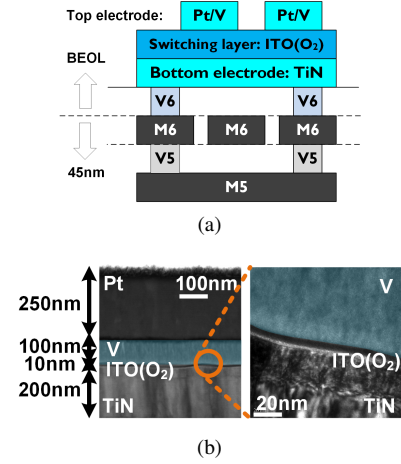 Top electrode: Pt/V Pt/V
Switching layer: ITO(O₂)
BEOL
Bottom electrode: TiN
V6 V6
M6 M6 M6
V5 V5
45nm
M5
(a)
Pt 100nm V
250nm
100nm V
10nm ITO(O₂) ITO(O₂)
200nm
TiN 20nm TiN
(b)